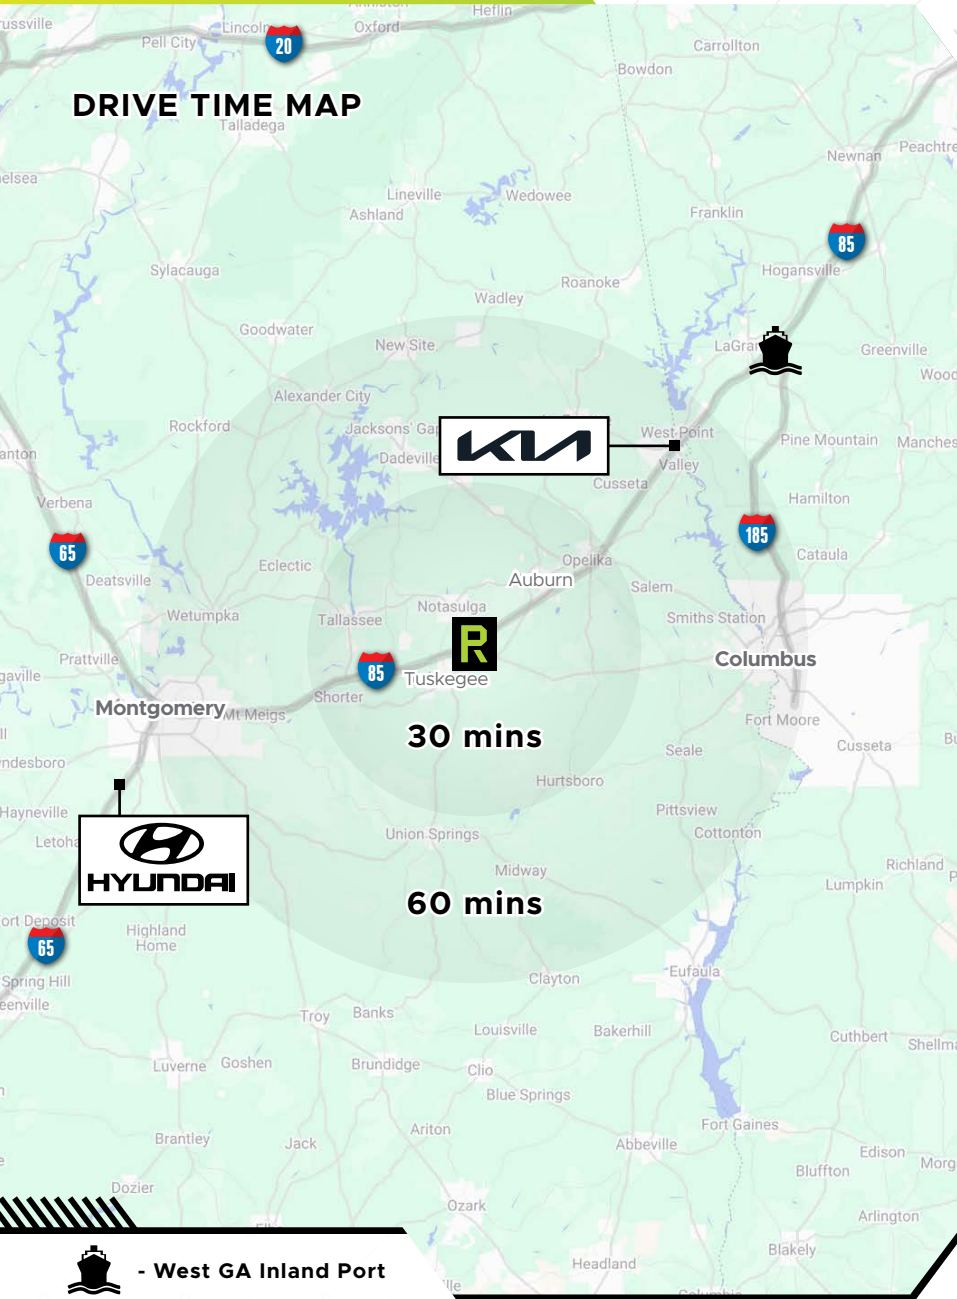 Heflin
Lincoln
Oxford
Pell City
20
Carrollton
Bowdon
DRIVE TIME MAP
Talladega
Newnan
Lineville
Wedowee
Ashland
Franklin
85
Sylacauga
Hogansville
Roanoke
Wadley
Goodwater
New Site
Greenville
Alexander City
Rockford
KIA
West Point
Pine Mountain
Dadeville
Valley
Cusseta
Verbena
Hamilton
65
185
Opelika
Cataula
Eclectic
Auburn
Deatsville
Salem
Notasulga
Wetumpka
Tallassee
Smiths Station
R
Prattville
Columbus
85
Tuskegee
Shorter
Montgomery
Mt Meigs
Fort Moore
30 mins
Seale
Cusseta
Hurtsboro
Hayneville
Pittsview
Union Springs
Cottonton
HYUNDAI
Midway
Richland
Lumpkin
60 mins
Highland
Home
65
Spring Hill
Eufaula
Clayton
Troy
Banks
Louisville
Bakerhill
Cuthbert
Luverne
Goshen
Brundidge
Clio
Blue Springs
Fort Gaines
Ariton
Brantley
Jack
Abbeville
Edison
Bluffton
Dozier
Ozark
Arlington
Blakely
Headland
- West GA Inland Port